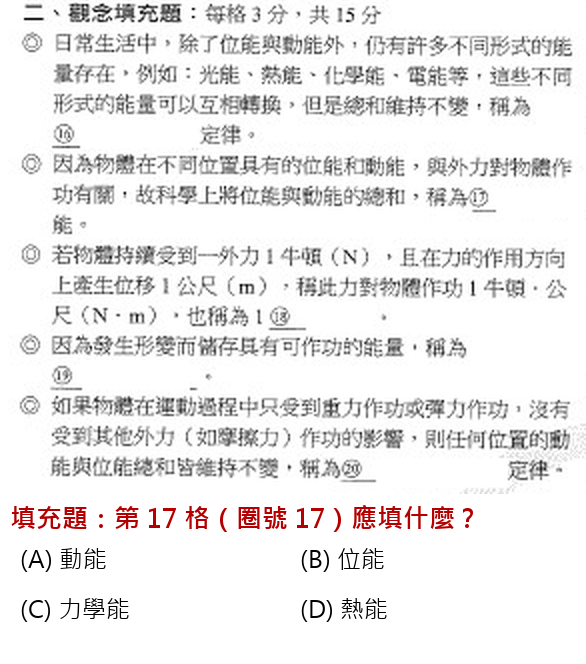 二、觀念填充題：每格 3 分，共 15 分
◎ 日常生活中，除了位能與動能外，仍有許多不同形式的能
量存在，例如：光能、熱能、化學能、電能等，這些不同
形式的能量可以互相轉換，但是總和維持不變，稱為
⑯ 定律。
◎ 因為物體在不同位置具有的位能和動能，與外力對物體作
功有關，故科學上將位能與動能的總和，稱為⑰
能。
◎ 若物體持續受到一外力 1 牛頓（N），且在力的作用方向
上產生位移 1 公尺（m），稱此力對物體作功 1 牛頓．公
尺（N．m），也稱為 1 ⑱ 。
◎ 因為發生形變而儲存具有可作功的能量，稱為
⑲ 。
◎ 如果物體在運動過程中只受到重力作功或彈力作功，沒有
受到其他外力（如摩擦力）作功的影響，則任何位置的動
能與位能總和皆維持不變，稱為⑳ 定律。
填充題：第 17 格（圈號 17）應填什麼？
(A) 動能 (B) 位能
(C) 力學能 (D) 熱能